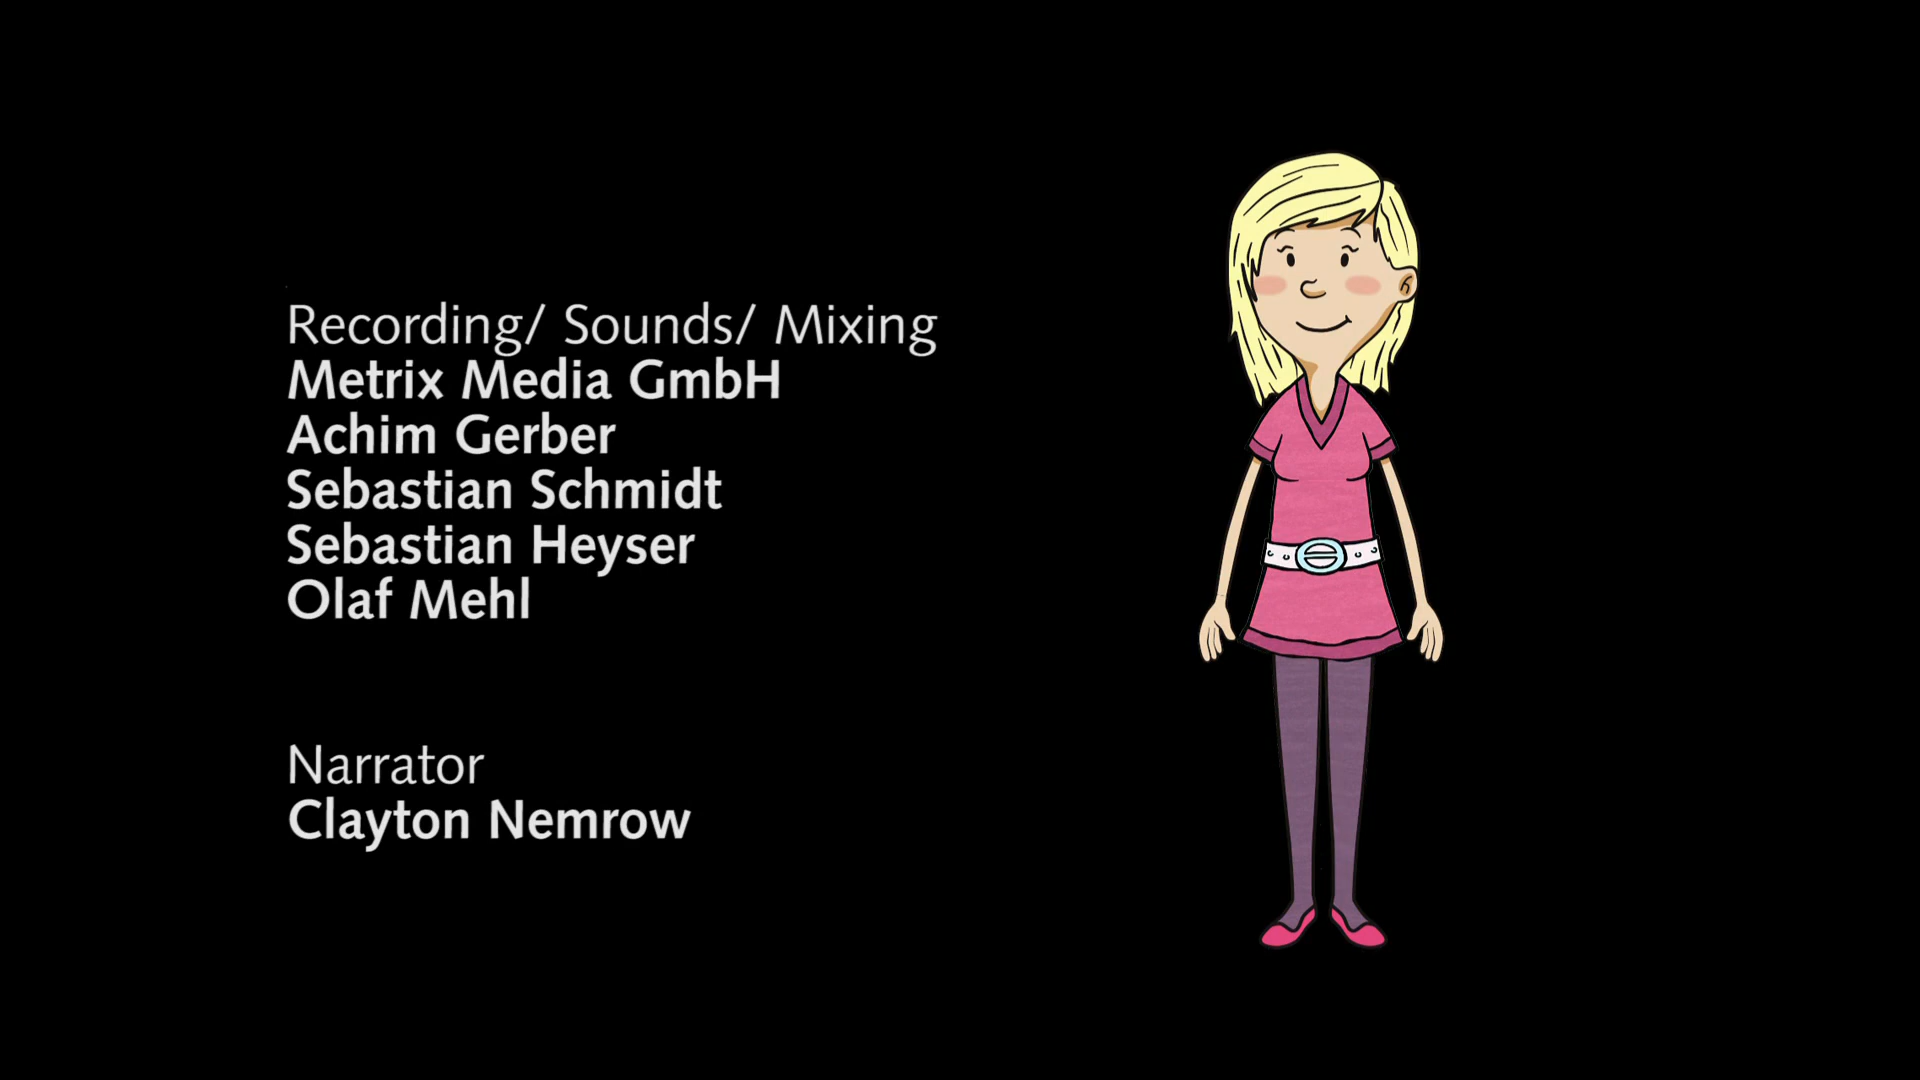 Recording/ Sounds/ Mixing
Metrix Media GmbH
Achim Gerber
Sebastian Schmidt
Sebastian Heyser
Olaf Mehl
Narrator
Clayton Nemrow